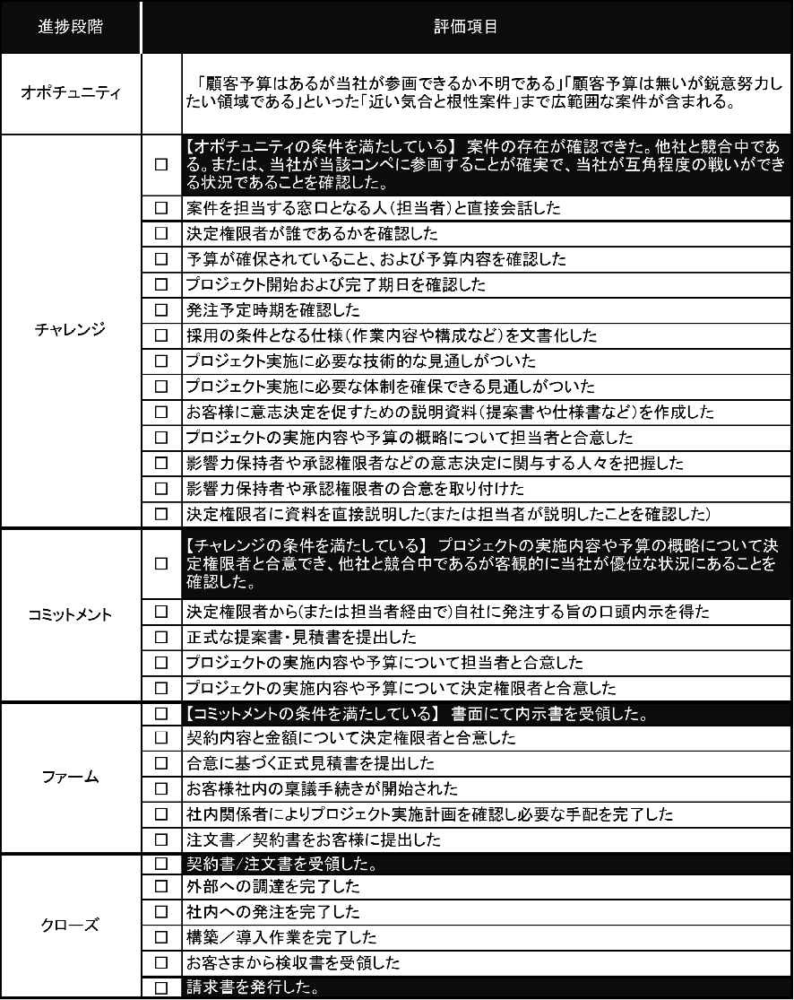 進捗段階
評価項目
オポチュニティ
「顧客予算はあるが当社が参画できるか不明である」「顧客予算は無いが鋭意努力し
たい領域である」といった「近い気合と根性案件」まで広範囲な案件が含まれる。
チャレンジ
□
【オポチュニティの条件を満たしている】 案件の存在が確認できた。他社と競合中であ
る。または、当社が当該コンペに参画することが確実で、当社が互角程度の戦いができ
る状況であることを確認した。
□ 案件を担当する窓口となる人(担当者)と直接会話した
□ 決定権限者が誰であるかを確認した
□ 予算が確保されていること、および予算内容を確認した
□ プロジェクト開始および完了期日を確認した
□ 発注予定時期を確認した
□ 採用の条件となる仕様(作業内容や構成など)を文書化した
□ プロジェクト実施に必要な技術的な見通しがついた
□ プロジェクト実施に必要な体制を確保できる見通しがついた
□ お客様に意志決定を促すための説明資料(提案書や仕様書など)を作成した
□ プロジェクトの実施内容や予算の概略について担当者と合意した
□ 影響力保持者や承認権限者などの意志決定に関与する人々を把握した
□ 影響力保持者や承認権限者の合意を取り付けた
□ 決定権限者に資料を直接説明した(または担当者が説明したことを確認した)
コミットメント
□
【チャレンジの条件を満たしている】 プロジェクトの実施内容や予算の概略について決
定権限者と合意でき、他社と競合中であるが客観的に当社が優位な状況にあることを
確認した。
□ 決定権限者から(または担当者経由で)自社に発注する旨の口頭内示を得た
□ 正式な提案書・見積書を提出した
□ プロジェクトの実施内容や予算について担当者と合意した
□ プロジェクトの実施内容や予算について決定権限者と合意した
ファーム
□ 【コミットメントの条件を満たしている】 書面にて内示書を受領した。
□ 契約内容と金額について決定権限者と合意した
□ 合意に基づく正式見積書を提出した
□ お客様社内の稟議手続きが開始された
□ 社内関係者によりプロジェクト実施計画を確認し必要な手配を完了した
□ 注文書/契約書をお客様に提出した
クローズ
□ 契約書/注文書を受領した。
□ 外部への調達を完了した
□ 社内への発注を完了した
□ 構築/導入作業を完了した
□ お客さまから検収書を受領した
□ 請求書を発行した。